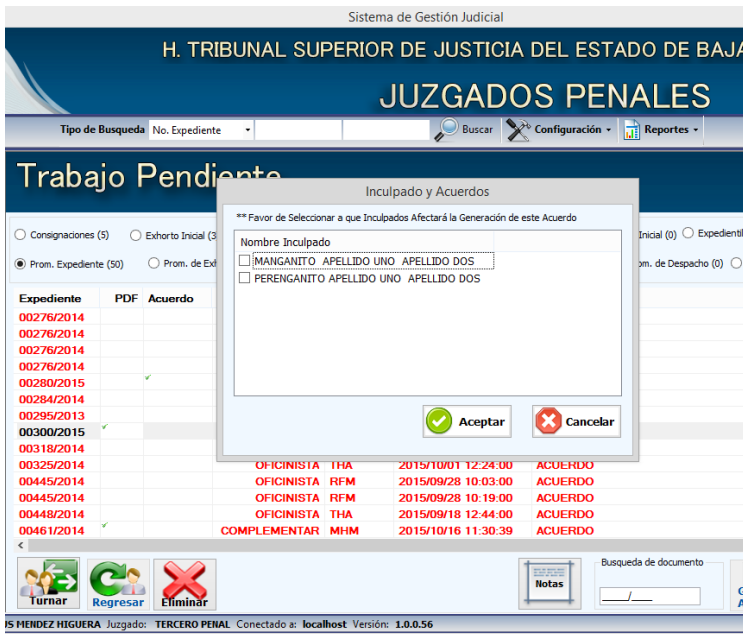 Sistema de Gestión Judicial
H. TRIBUNAL SUPERIOR DE JUSTICIA DEL ESTADO DE BAJA
JUZGADOS PENALES
Tipo de Busqueda No. Expediente Buscar Configuración Reportes
Trabajo Pendiente
Inculpado y Acuerdos
** Favor de Seleccionar a que Inculpados Afectará la Generación de este Acuerdo
Consignaciones (5) Exhorto Inicial (3 Inicial (0) Expedientil
Nombre Inculpado
MANGANITO APELLIDO UNO APELLIDO DOS
Prom. Expediente (50) Prom. de Exh om. de Despacho (0)
PERENGANITO APELLIDO UNO APELLIDO DOS
Expediente PDF Acuerdo
00276/2014
00276/2014
00276/2014
00276/2014
00280/2015
00284/2014
00295/2013
Aceptar Cancelar
00300/2015
00318/2014
00325/2014 OFICINISTA THA 2015/10/01 12:24:00 ACUERDO
00445/2014 OFICINISTA RFM 2015/09/28 10:03:00 ACUERDO
00445/2014 OFICINISTA RFM 2015/09/28 10:19:00 ACUERDO
00448/2014 OFICINISTA THA 2015/09/18 12:44:00 ACUERDO
00461/2014 COMPLEMENTAR MHM 2015/10/16 11:30:39 ACUERDO
Busqueda de documento
Notas
Turnar Regresar Eliminar
__/__
US MENDEZ HIGUERA Juzgado: TERCERO PENAL Conectado a: localhost Versión: 1.0.0.56